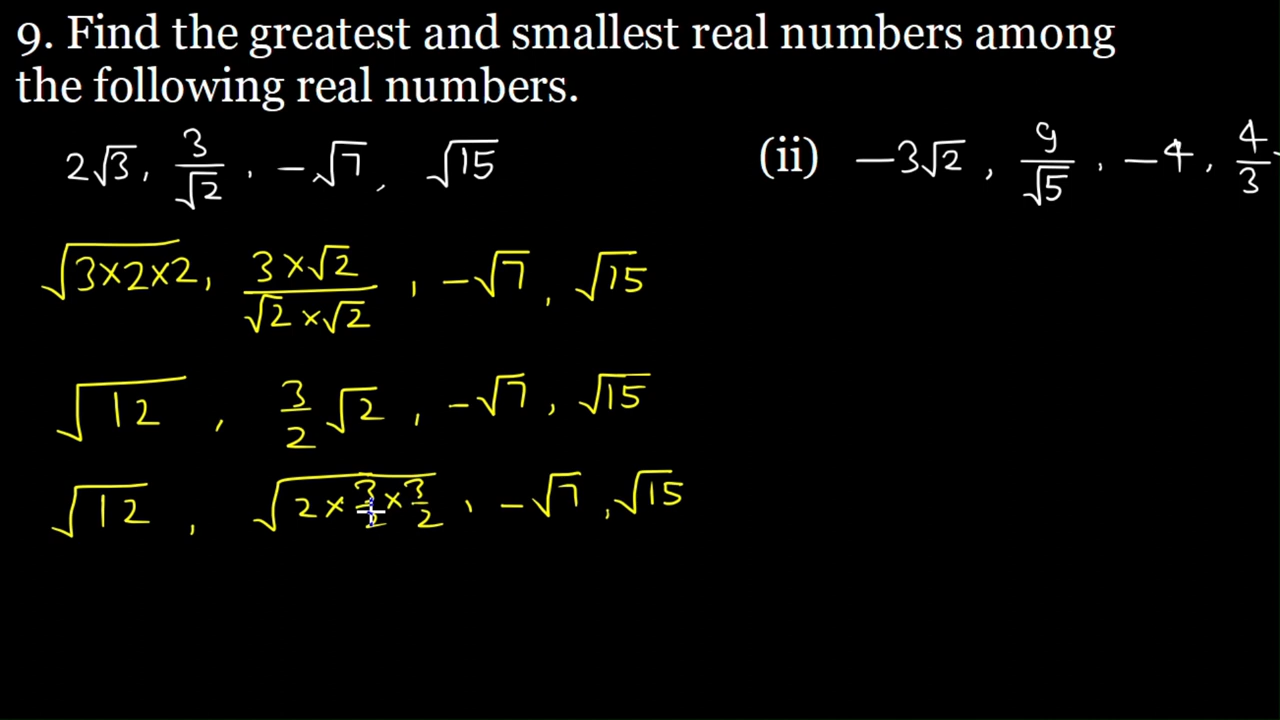 9. Find the greatest and smallest real numbers among
the following real numbers.
2√3, 3/√2, -√7, √15
(ii) -3√2, 9/√5, -4, 4/3
√(3×2×2), (3×√2)/(√2×√2), -√7, √15
√12, 3/2 √2, -√7, √15
√12, √(2×3/2×3/2), -√7, √15